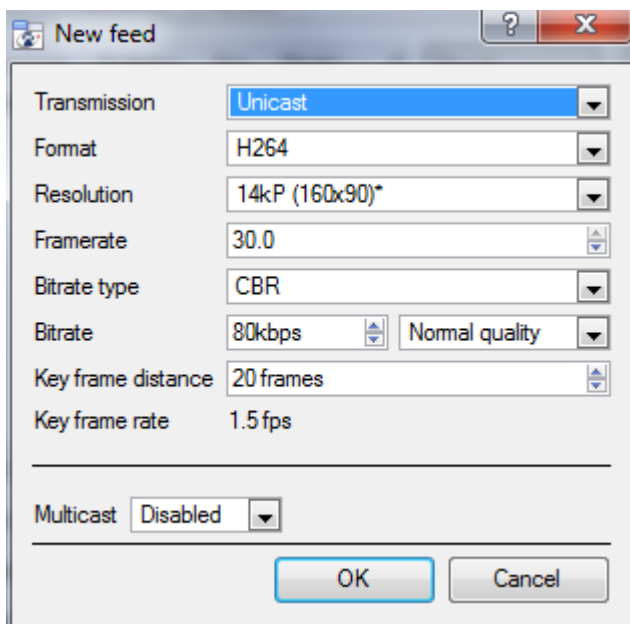 New feed
Transmission Unicast
Format H264
Resolution 14kP (160x90)*
Framerate 30.0
Bitrate type CBR
Bitrate 80kbps Normal quality
Key frame distance 20 frames
Key frame rate 1.5 fps
Multicast Disabled
OK Cancel